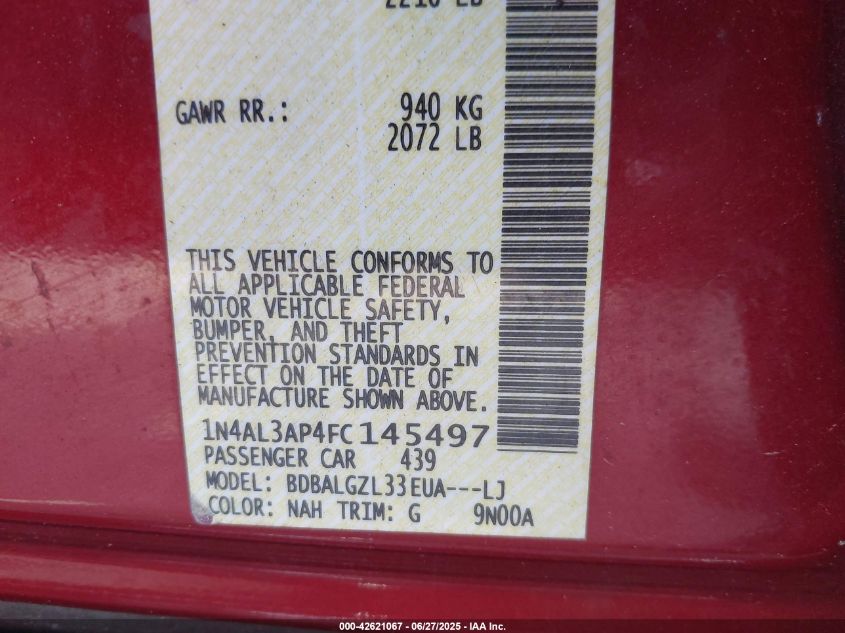 2210 LB
GAWR RR.: 940 KG
2072 LB
THIS VEHICLE CONFORMS TO
ALL APPLICABLE FEDERAL
MOTOR VEHICLE SAFETY,
BUMPER, AND THEFT
PREVENTION STANDARDS IN
EFFECT ON THE DATE OF
MANUFACTURE SHOWN ABOVE.
1N4AL3AP4FC145497
PASSENGER CAR 439
MODEL: BDBALGZL33EUA---LJ
COLOR: NAH TRIM: G 9N00A
000-42621067 - 06/27/2025 - IAA Inc.